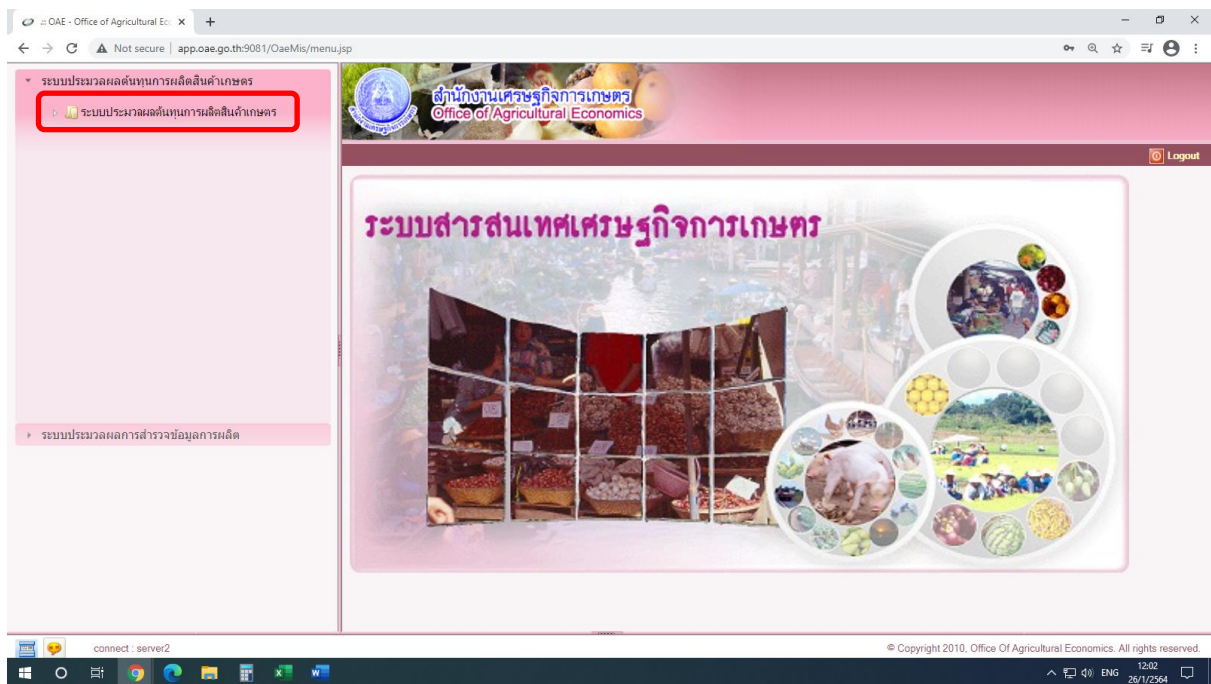 .:: OAE - Office of Agricultural Ec
Not secure | app.oae.go.th:9081/OaeMis/menu.jsp
ระบบประมวลผลต้นทุนการผลิตสินค้าเกษตร
ระบบประมวลผลต้นทุนการผลิตสินค้าเกษตร
สำนักงานเศรษฐกิจการเกษตร
Office of Agricultural Economics
Logout
ระบบสารสนเทศเศรษฐกิจการเกษตร
ระบบประมวลผลการสำรวจข้อมูลการผลิต
connect : server2
© Copyright 2010, Office Of Agricultural Economics. All rights reserved.
ENG
12:02
26/1/2564